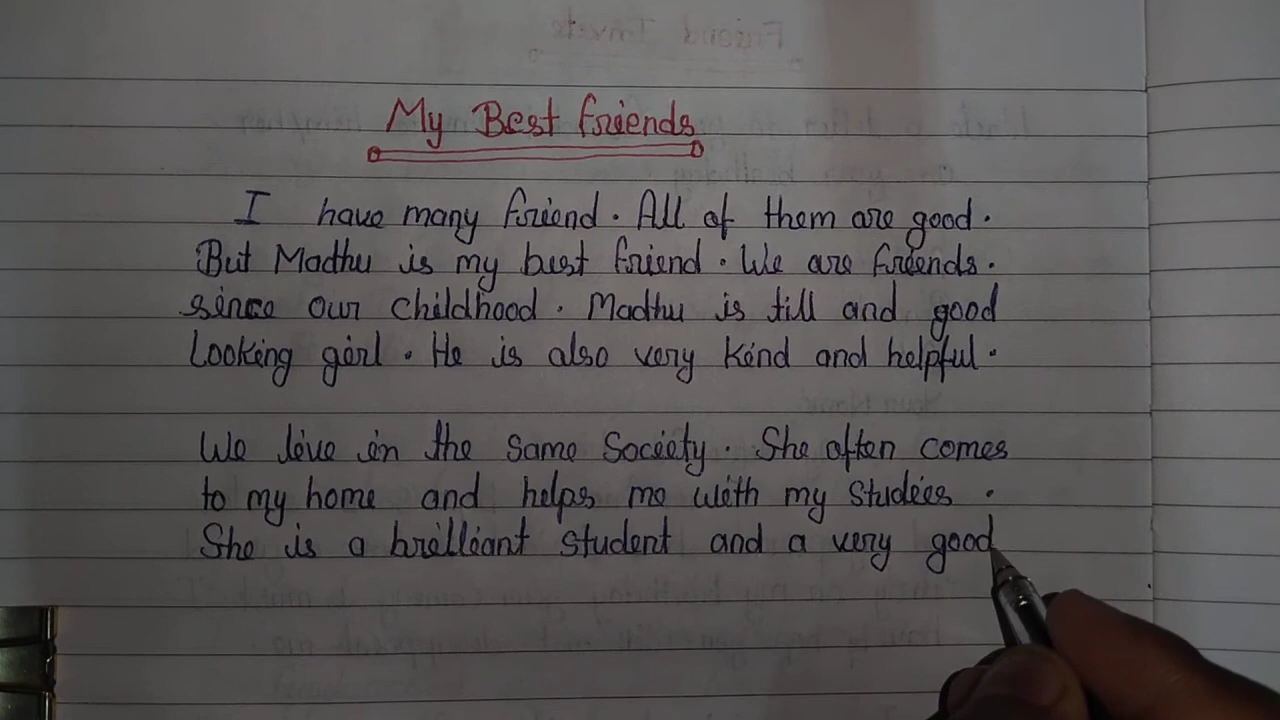 My Best friends
I have many friend. All of them are good.
But Madhu is my best friend. We are friends.
since our childhood. Madhu is till and good
Looking girl. He is also very kind and helpful.
We live in the same Society. She often comes
to my home and helps me with my studies.
She is a brilliant student and a very good